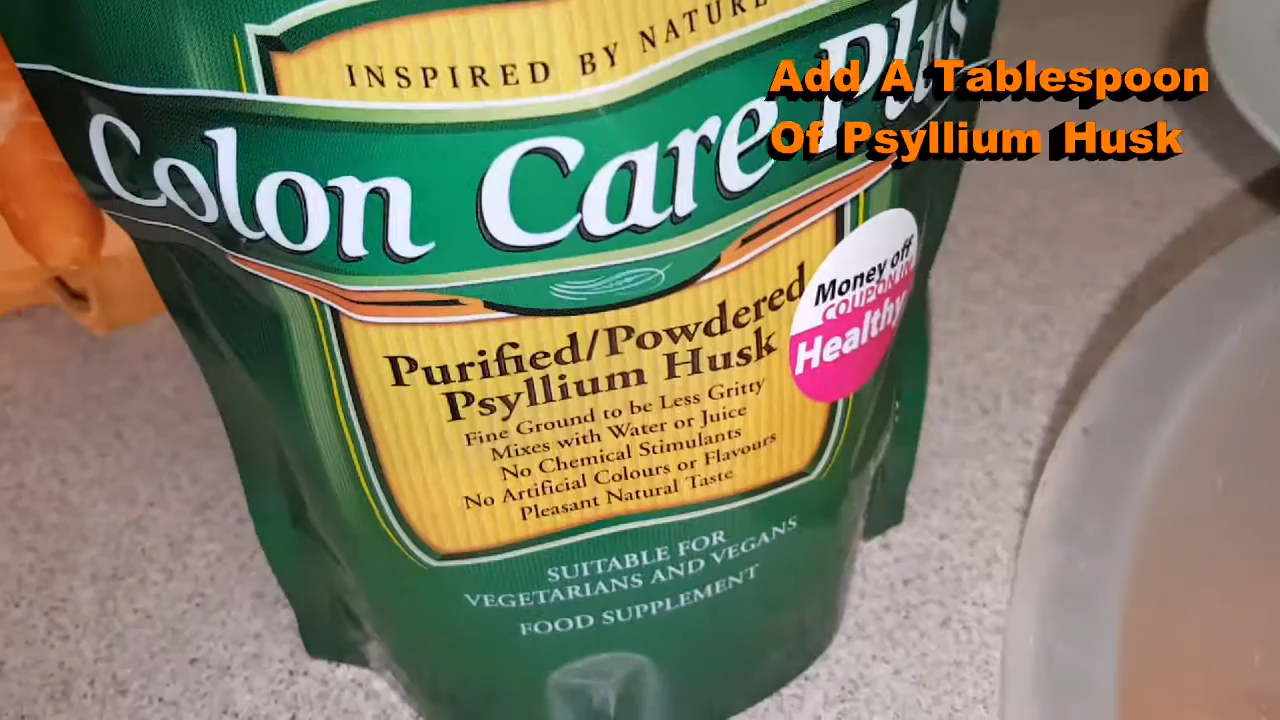 INSPIRED BY NATURE
Colon Care Plus
Add A Tablespoon
Of Psyllium Husk
Money off
COUPON IN
Healthy
Purified/Powdered
Psyllium Husk
Fine Ground to be Less Gritty
Mixes with Water or Juice
No Chemical Stimulants
No Artificial Colours or Flavours
Pleasant Natural Taste
SUITABLE FOR
VEGETARIANS AND VEGANS
FOOD SUPPLEMENT